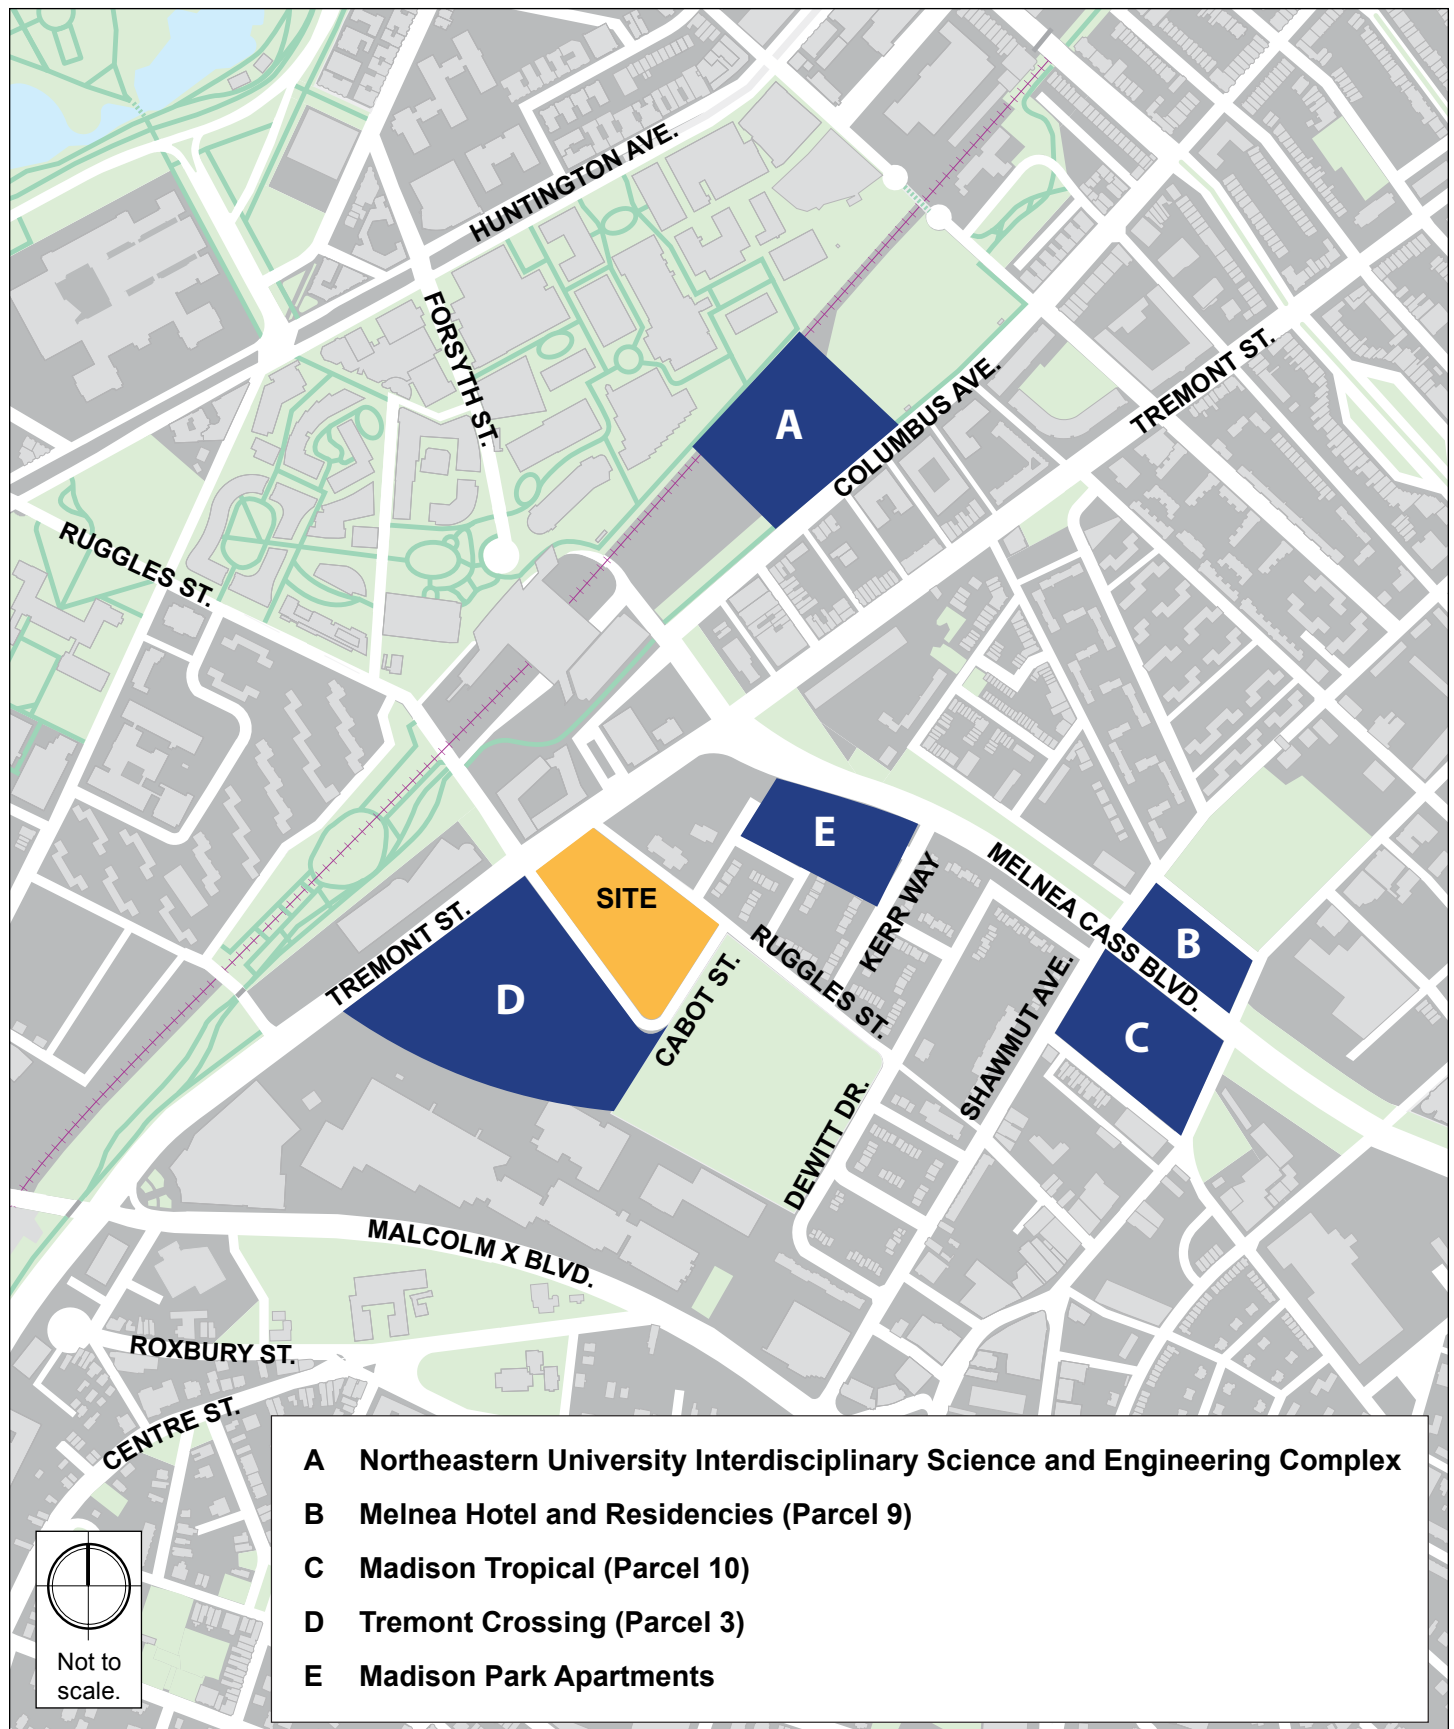 HUNTINGTON AVE.
FORSYTH ST.
A
COLUMBUS AVE.
TREMONT ST.
RUGGLES ST.
E
SITE
KERR WAY
MELNEA CASS BLVD.
B
TREMONT ST.
D
CABOT ST.
RUGGLES ST.
SHAWMUT AVE.
C
DEWITT DR.
MALCOLM X BLVD.
ROXBURY ST.
CENTRE ST.
A Northeastern University Interdisciplinary Science and Engineering Complex
B Melnea Hotel and Residencies (Parcel 9)
C Madison Tropical (Parcel 10)
D Tremont Crossing (Parcel 3)
E Madison Park Apartments
Not to
scale.